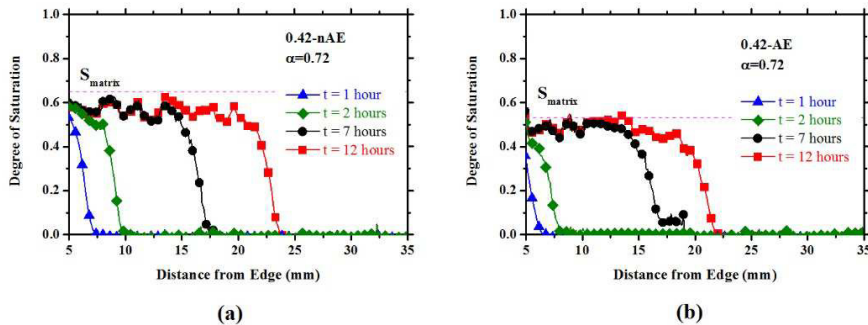 1.0
0.8
0.6
0.4
0.2
0.0
Degree of Saturation
S_matrix
0.42-nAE
α=0.72
t = 1 hour
t = 2 hours
t = 7 hours
t = 12 hours
5 10 15 20 25 30 35
Distance from Edge (mm)
(a)
1.0
0.8
0.6
0.4
0.2
0.0
Degree of Saturation
S_matrix
0.42-AE
α=0.72
t = 1 hour
t = 2 hours
t = 7 hours
t = 12 hours
5 10 15 20 25 30 35
Distance from Edge (mm)
(b)